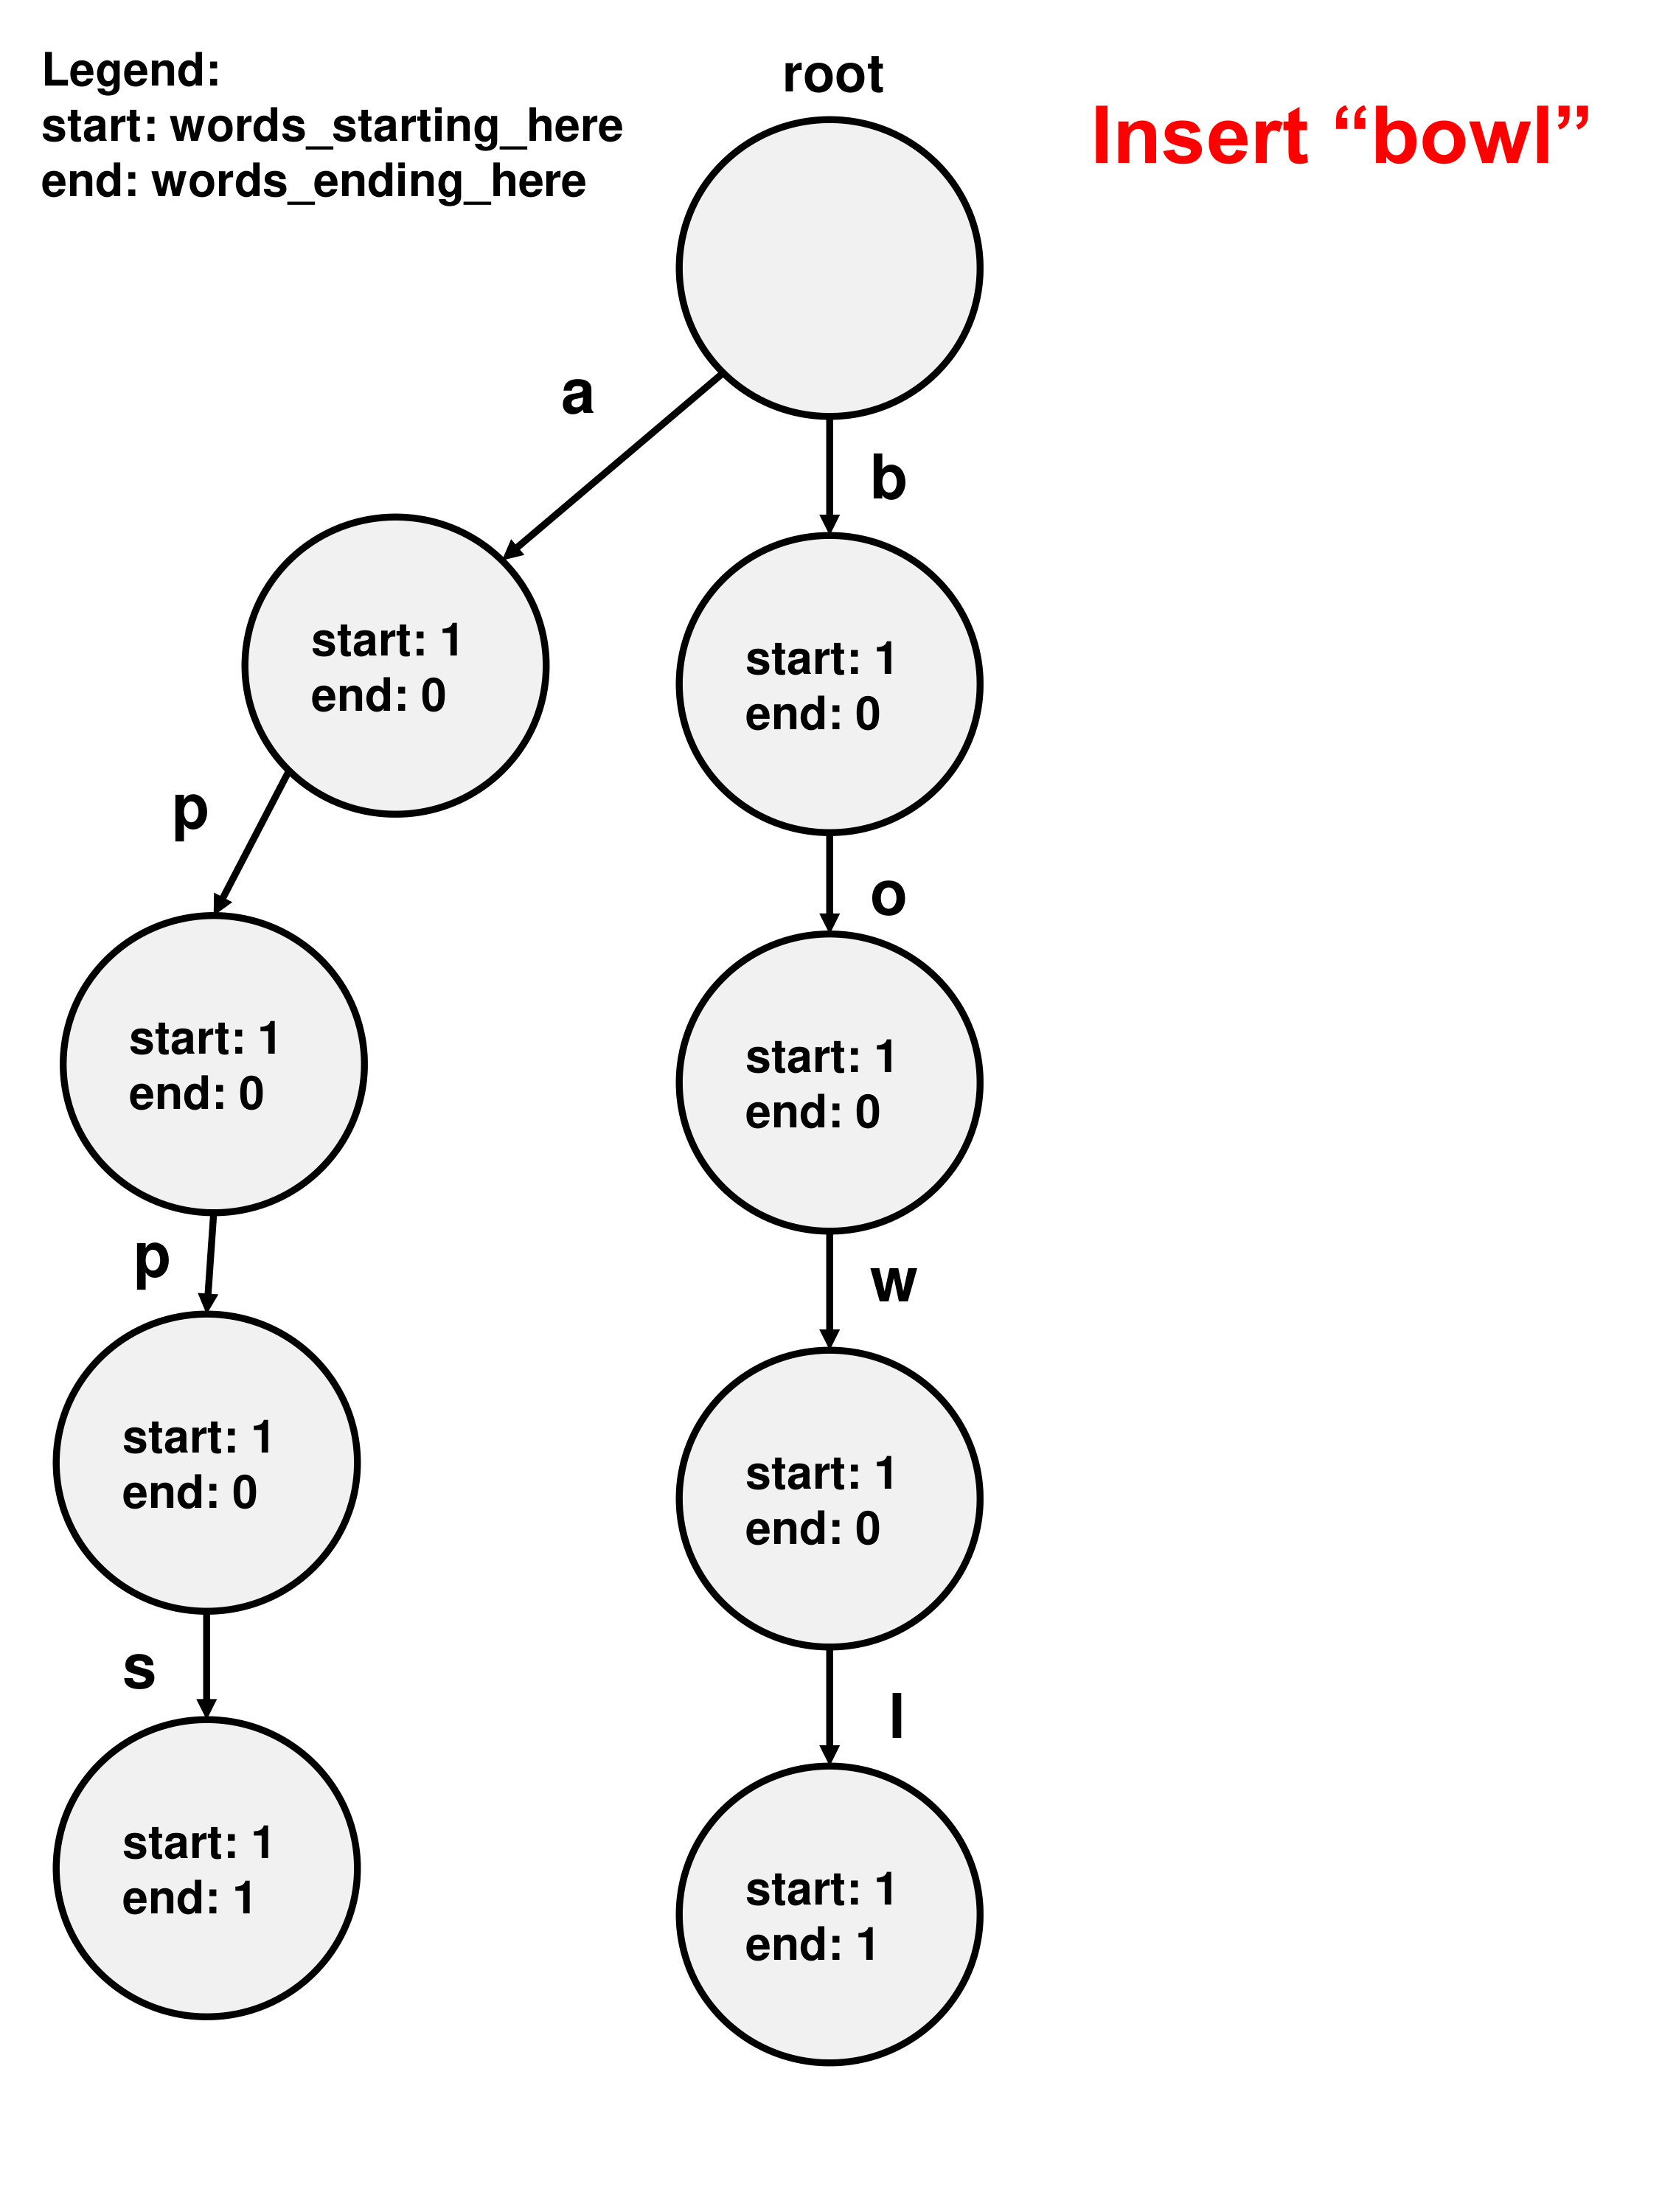 Legend:
start: words_starting_here
end: words_ending_here
root
Insert “bowl”
a
b
start: 1
end: 0
start: 1
end: 0
p
o
start: 1
end: 0
start: 1
end: 0
p
w
start: 1
end: 0
start: 1
end: 0
s
l
start: 1
end: 1
start: 1
end: 1